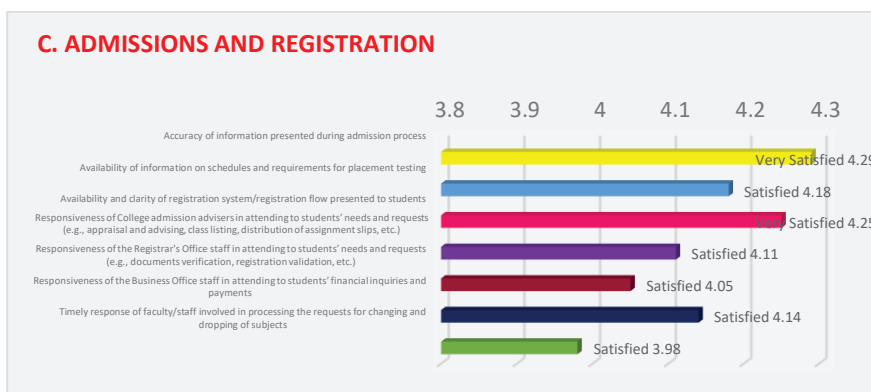 C. ADMISSIONS AND REGISTRATION
3.8 3.9 4 4.1 4.2 4.3
Accuracy of information presented during admission process
Very Satisfied 4.29
Availability of information on schedules and requirements for placement testing
Satisfied 4.18
Availability and clarity of registration system/registration flow presented to students
Very Satisfied 4.25
Responsiveness of College admission advisers in attending to students' needs and requests
(e.g., appraisal and advising, class listing, distribution of assignment slips, etc.)
Satisfied 4.11
Responsiveness of the Registrar's Office staff in attending to students' needs and requests
(e.g., documents verification, registration validation, etc.)
Satisfied 4.05
Responsiveness of the Business Office staff in attending to students' financial inquiries and
payments
Satisfied 4.14
Timely response of faculty/staff involved in processing the requests for changing and
dropping of subjects
Satisfied 3.98